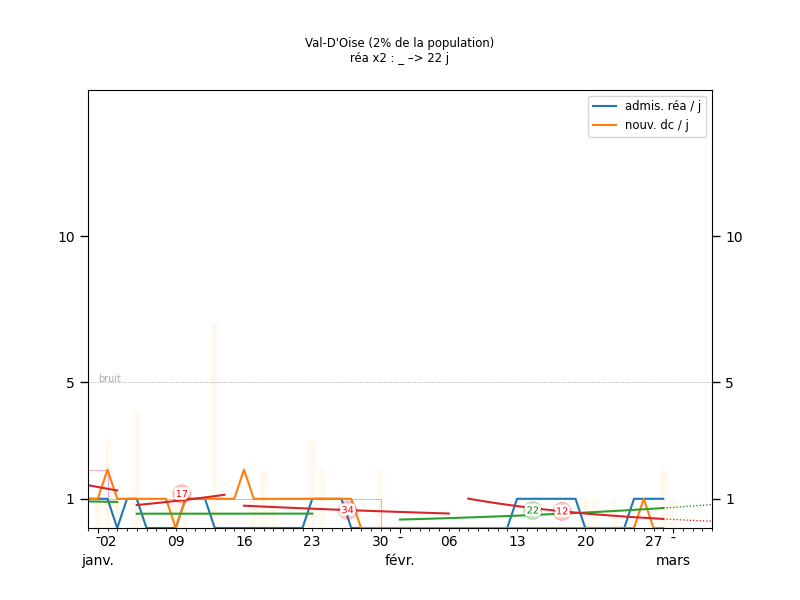 Val-D'Oise (2% de la population)
réa x2 : _ –> 22 j
admis. réa / j
nouv. dc / j
10 10
bruit
5 5
17
34
22 12
1 1
02 09 16 23 30 06 13 20 27
janv. févr. mars